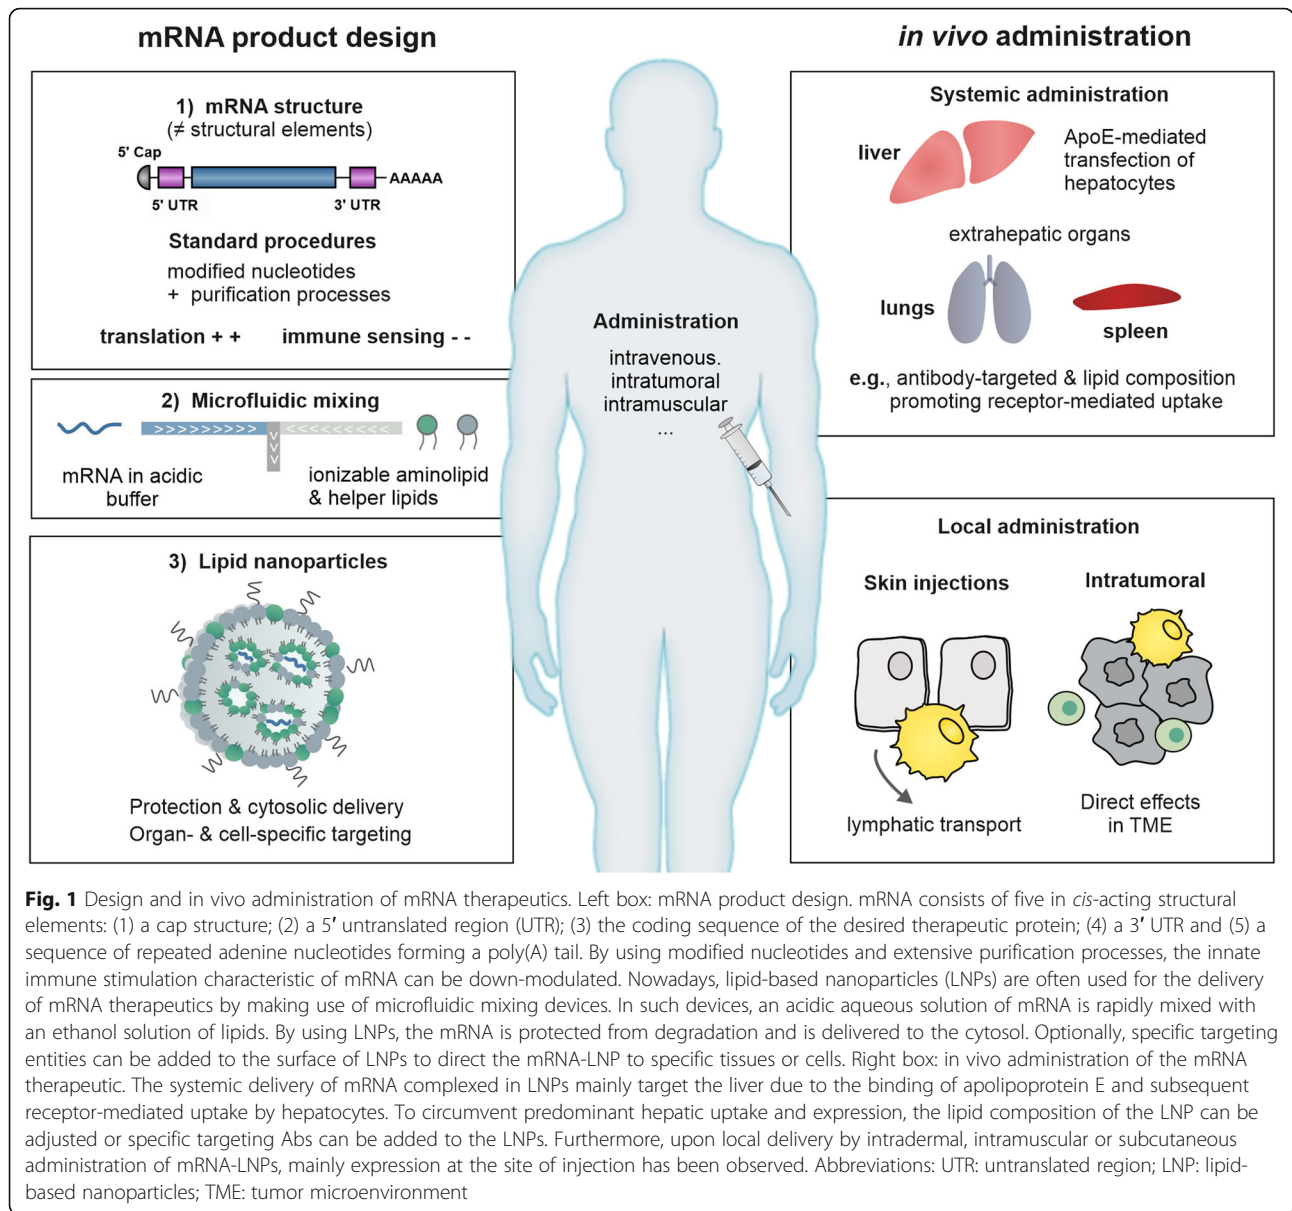 mRNA product design
1) mRNA structure
(≠ structural elements)
5' Cap
AAAAA
5' UTR
3' UTR
Standard procedures
modified nucleotides
+ purification processes
translation + +
immune sensing - -
2) Microfluidic mixing
>>>>>>>>>
<<<<<<<<<
>>>
mRNA in acidic
buffer
ionizable aminolipid
& helper lipids
3) Lipid nanoparticles
Protection & cytosolic delivery
Organ- & cell-specific targeting
Administration
intravenous.
intratumoral
intramuscular
...
in vivo administration
Systemic administration
liver
ApoE-mediated
transfection of
hepatocytes
extrahepatic organs
lungs
spleen
e.g., antibody-targeted & lipid composition
promoting receptor-mediated uptake
Local administration
Skin injections
Intratumoral
lymphatic transport
Direct effects
in TME
Fig. 1 Design and in vivo administration of mRNA therapeutics. Left box: mRNA product design. mRNA consists of five in cis-acting structural
elements: (1) a cap structure; (2) a 5′ untranslated region (UTR); (3) the coding sequence of the desired therapeutic protein; (4) a 3′ UTR and (5) a
sequence of repeated adenine nucleotides forming a poly(A) tail. By using modified nucleotides and extensive purification processes, the innate
immune stimulation characteristic of mRNA can be down-modulated. Nowadays, lipid-based nanoparticles (LNPs) are often used for the delivery
of mRNA therapeutics by making use of microfluidic mixing devices. In such devices, an acidic aqueous solution of mRNA is rapidly mixed with
an ethanol solution of lipids. By using LNPs, the mRNA is protected from degradation and is delivered to the cytosol. Optionally, specific targeting
entities can be added to the surface of LNPs to direct the mRNA-LNP to specific tissues or cells. Right box: in vivo administration of the mRNA
therapeutic. The systemic delivery of mRNA complexed in LNPs mainly target the liver due to the binding of apolipoprotein E and subsequent
receptor-mediated uptake by hepatocytes. To circumvent predominant hepatic uptake and expression, the lipid composition of the LNP can be
adjusted or specific targeting Abs can be added to the LNPs. Furthermore, upon local delivery by intradermal, intramuscular or subcutaneous
administration of mRNA-LNPs, mainly expression at the site of injection has been observed. Abbreviations: UTR: untranslated region; LNP: lipid-
based nanoparticles; TME: tumor microenvironment